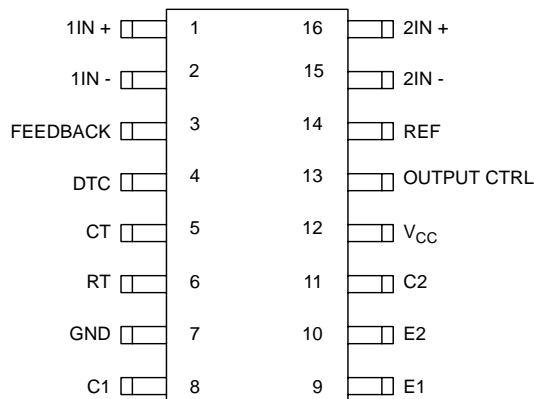 1IN + 1 16 2IN +
1IN - 2 15 2IN -
FEEDBACK 3 14 REF
DTC 4 13 OUTPUT CTRL
CT 5 12 VCC
RT 6 11 C2
GND 7 10 E2
C1 8 9 E1